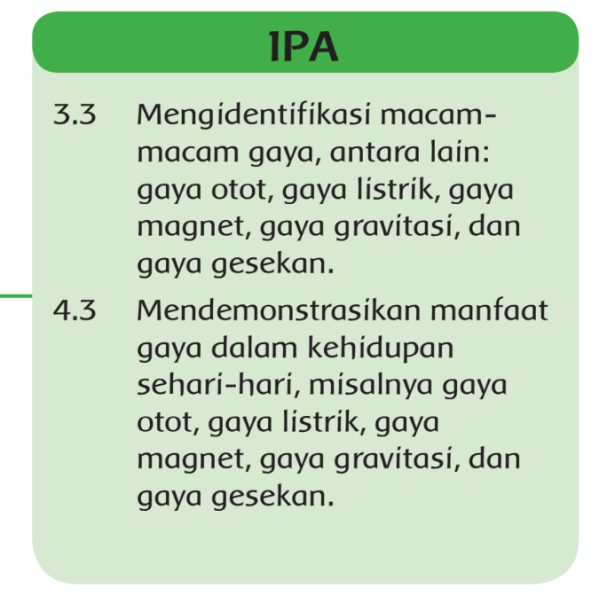 IPA
3.3 Mengidentifikasi macam-
macam gaya, antara lain:
gaya otot, gaya listrik, gaya
magnet, gaya gravitasi, dan
gaya gesekan.
4.3 Mendemonstrasikan manfaat
gaya dalam kehidupan
sehari-hari, misalnya gaya
otot, gaya listrik, gaya
magnet, gaya gravitasi, dan
gaya gesekan.